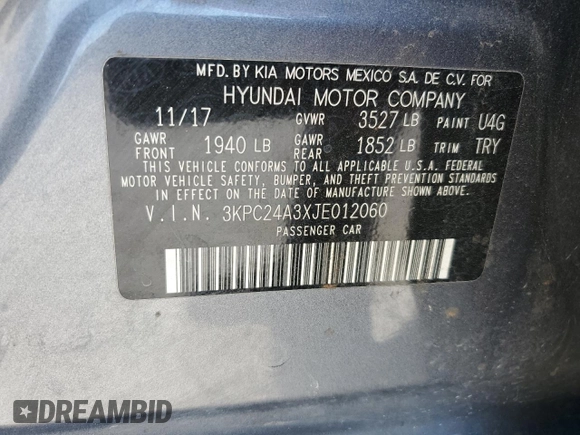 MFD. BY KIA MOTORS MEXICO S.A. DE C.V. FOR
HYUNDAI MOTOR COMPANY
11/17 GVWR 3527 LB PAINT U4G
GAWR FRONT 1940 LB GAWR REAR 1852 LB TRIM TRY
THIS VEHICLE CONFORMS TO ALL APPLICABLE U.S.A. FEDERAL
MOTOR VEHICLE SAFETY, BUMPER, AND THEFT PREVENTION STANDARDS
IN EFFECT ON THE DATE OF MANUFACTURE SHOWN ABOVE.
V.I.N. 3KPC24A3XJE012060
PASSENGER CAR
DREAMBID